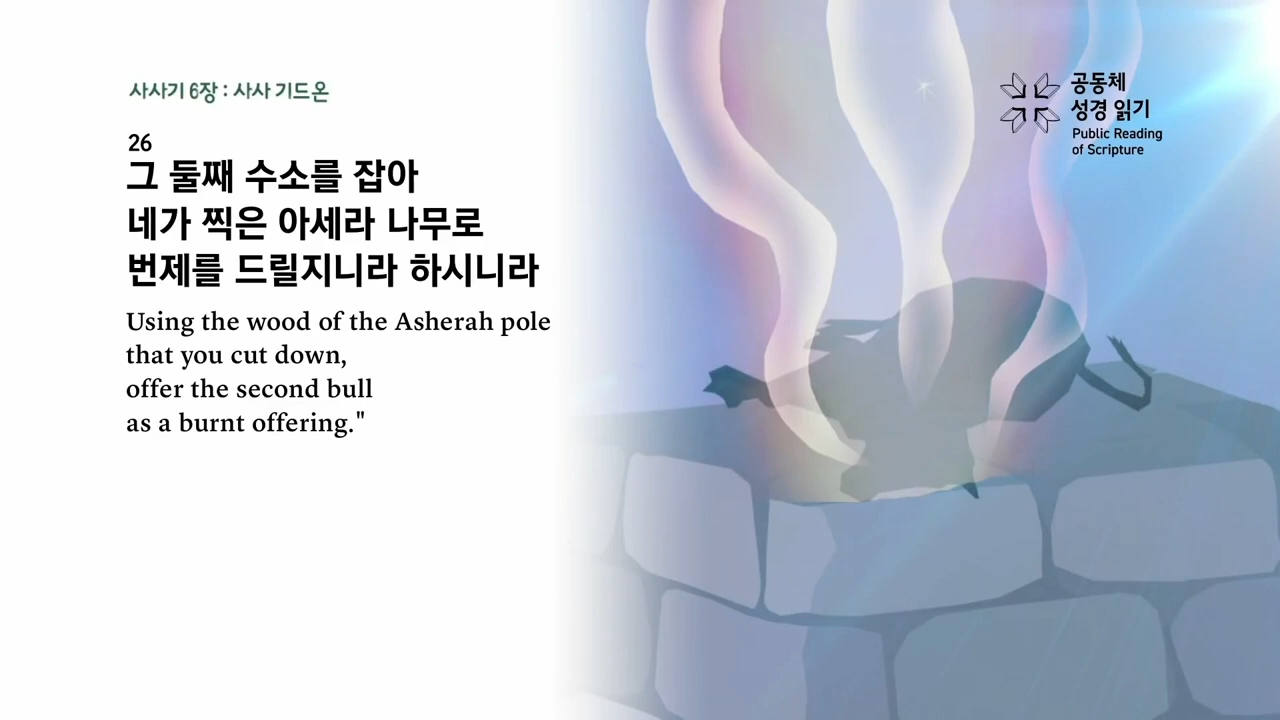 사사기 6장 : 사사 기드온
26
그 둘째 수소를 잡아
네가 찍은 아세라 나무로
번제를 드릴지니라 하시니라
Using the wood of the Asherah pole
that you cut down,
offer the second bull
as a burnt offering."
공동체
성경 읽기
Public Reading
of Scripture